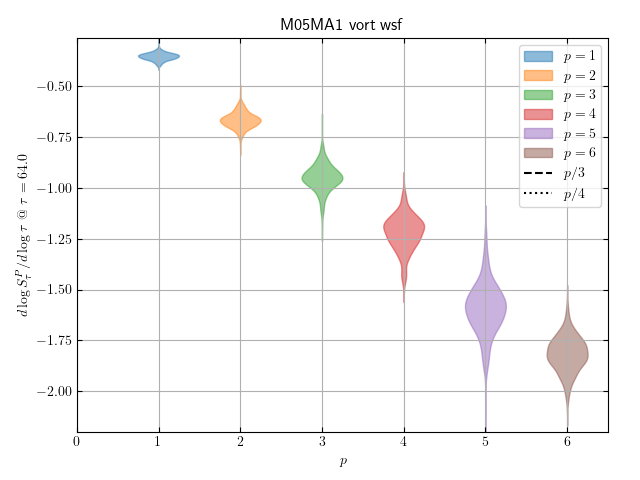 M05MA1 vort wsf
d log S_τ^P / d log τ @ τ = 64.0
−0.50
−0.75
−1.00
−1.25
−1.50
−1.75
−2.00
p = 1
p = 2
p = 3
p = 4
p = 5
p = 6
p/3
p/4
0 1 2 3 4 5 6
p